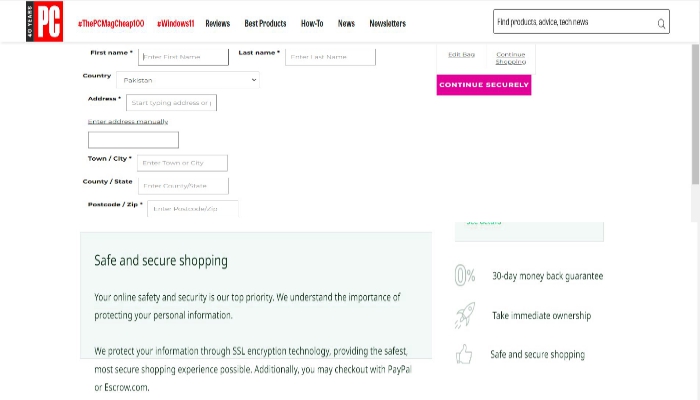 40 YEARS
PC
#ThePCMagCheap100 #Windows11 Reviews Best Products How-To News Newsletters
Find products, advice, tech news
First name * Enter First Name Last name * Enter Last Name
Edit Bag Continue Shopping
Country Pakistan
CONTINUE SECURELY
Address * Start typing address or p
Enter address manually
Town / City * Enter Town or City
County / State Enter County/State
Postcode / Zip * Enter Postcode/Zip
Safe and secure shopping
0% 30-day money back guarantee
Your online safety and security is our top priority. We understand the importance of
protecting your personal information.
Take immediate ownership
We protect your information through SSL encryption technology, providing the safest,
Safe and secure shopping
most secure shopping experience possible. Additionally, you may checkout with PayPal
or Escrow.com.